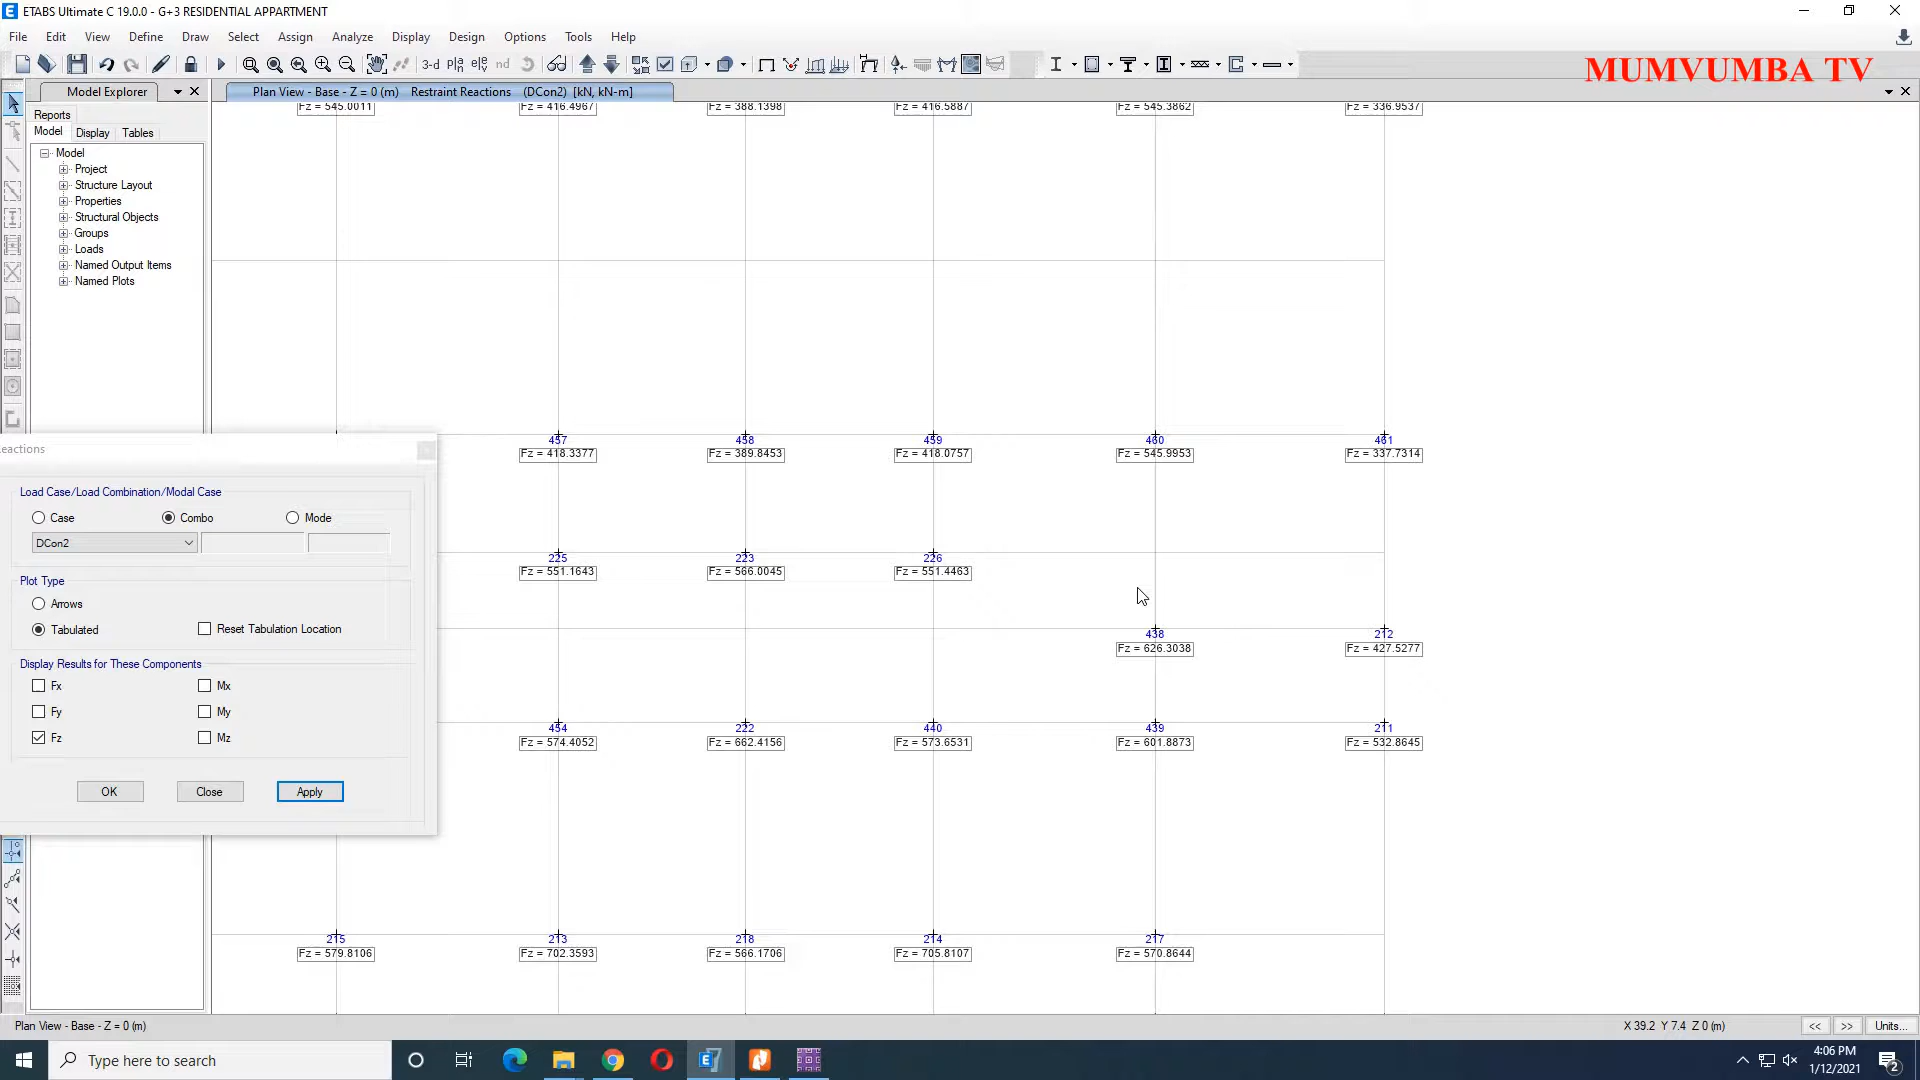 ETABS Ultimate C 19.0.0 - G+3 RESIDENTIAL APPARTMENT
File Edit View Define Draw Select Assign Analyze Display Design Options Tools Help
3-d nd
MUMVUMBA TV
Model Explorer
Plan View - Base - Z = 0 (m) Restraint Reactions (DCon2) [kN, kN-m]
Reports
Model Display Tables
Model
Project
Structure Layout
Properties
Structural Objects
Groups
Loads
Named Output Items
Named Plots
Fz = 545.0011 Fz = 416.4967 Fz = 388.1398 Fz = 416.5887 Fz = 545.3862 Fz = 336.9537
457 458 459 460 461
Fz = 418.3377 Fz = 389.8453 Fz = 418.0757 Fz = 545.9953 Fz = 337.7314
225 223 226
Fz = 551.1643 Fz = 566.0045 Fz = 551.4463
438 212
Fz = 626.3038 Fz = 427.5277
454 222 440 439 211
Fz = 574.4052 Fz = 662.4156 Fz = 573.6531 Fz = 601.8873 Fz = 532.8645
215 213 218 214 217
Fz = 579.8106 Fz = 702.3593 Fz = 566.1706 Fz = 705.8107 Fz = 570.8644
eactions
Load Case/Load Combination/Modal Case
Case Combo Mode
DCon2
Plot Type
Arrows
Tabulated Reset Tabulation Location
Display Results for These Components
Fx Mx
Fy My
Fz Mz
OK Close Apply
Plan View - Base - Z = 0 (m)
X 39.2 Y 7.4 Z 0 (m) << >> Units...
Type here to search
4:06 PM
1/12/2021
2